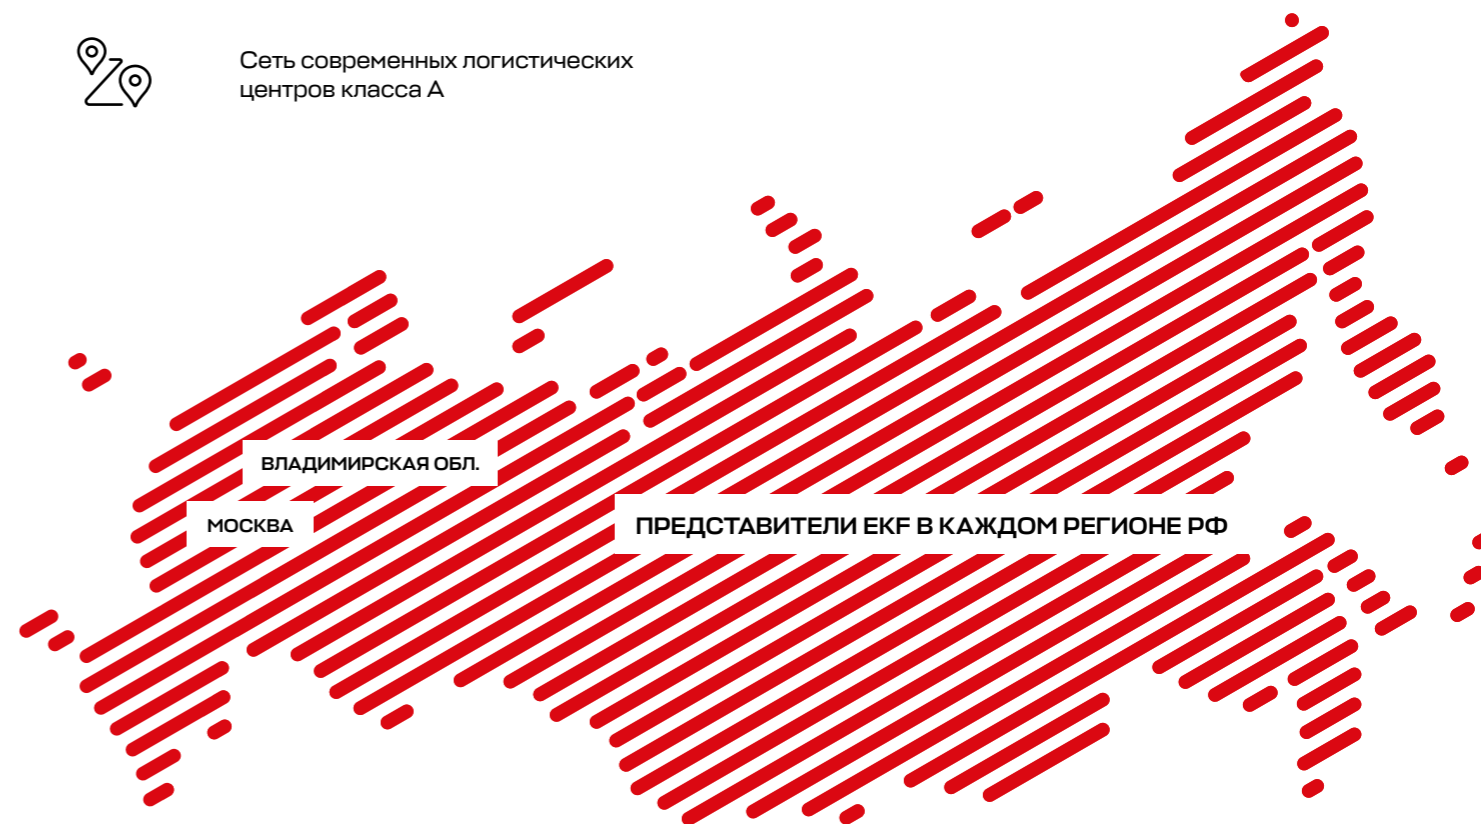 Сеть современных логистических
центров класса А
ВЛАДИМИРСКАЯ ОБЛ.
МОСКВА
ПРЕДСТАВИТЕЛИ EKF В КАЖДОМ РЕГИОНЕ РФ